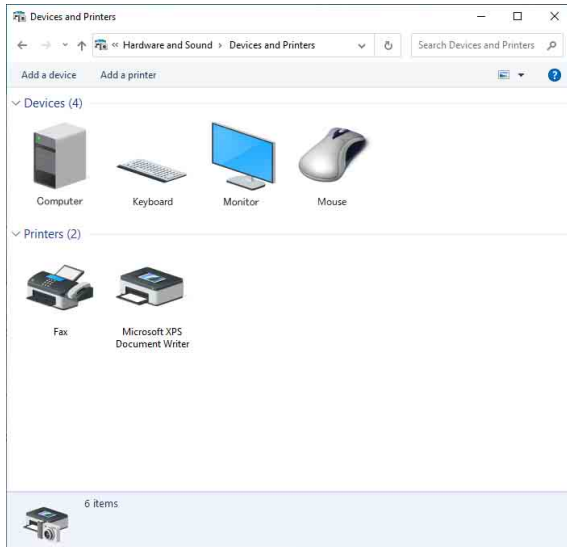 Devices and Printers
« Hardware and Sound › Devices and Printers
Search Devices and Printers
Add a device Add a printer
?
Devices (4)
Computer Keyboard Monitor Mouse
Printers (2)
Fax Microsoft XPS
Document Writer
6 items